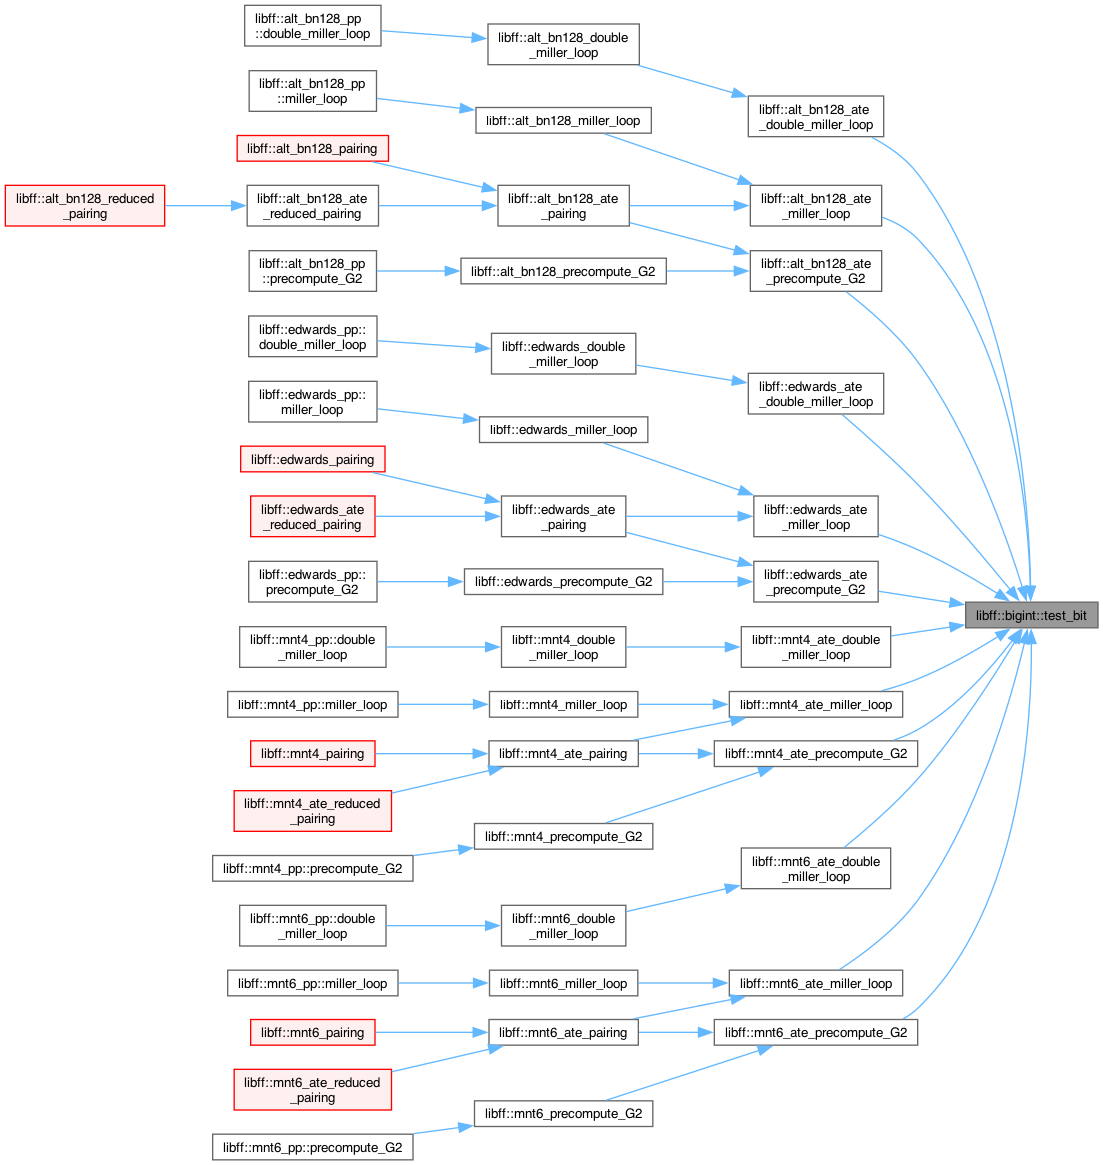 libff::alt_bn128_pp
::double_miller_loop
libff::alt_bn128_double
_miller_loop
libff::alt_bn128_pp
::miller_loop
libff::alt_bn128_ate
_double_miller_loop
libff::alt_bn128_miller_loop
libff::alt_bn128_pairing
libff::alt_bn128_reduced
_pairing
libff::alt_bn128_ate
_reduced_pairing
libff::alt_bn128_ate
_pairing
libff::alt_bn128_ate
_miller_loop
libff::alt_bn128_pp
::precompute_G2
libff::alt_bn128_precompute_G2
libff::alt_bn128_ate
_precompute_G2
libff::edwards_pp::
double_miller_loop
libff::edwards_double
_miller_loop
libff::edwards_ate
_double_miller_loop
libff::edwards_pp::
miller_loop
libff::edwards_miller_loop
libff::edwards_pairing
libff::edwards_ate
_reduced_pairing
libff::edwards_ate
_pairing
libff::edwards_ate
_miller_loop
libff::edwards_pp::
precompute_G2
libff::edwards_precompute_G2
libff::edwards_ate
_precompute_G2
libff::bigint::test_bit
libff::mnt4_pp::double
_miller_loop
libff::mnt4_double
_miller_loop
libff::mnt4_ate_double
_miller_loop
libff::mnt4_pp::miller_loop
libff::mnt4_miller_loop
libff::mnt4_ate_miller_loop
libff::mnt4_pairing
libff::mnt4_ate_pairing
libff::mnt4_ate_precompute_G2
libff::mnt4_ate_reduced
_pairing
libff::mnt4_precompute_G2
libff::mnt4_pp::precompute_G2
libff::mnt6_ate_double
_miller_loop
libff::mnt6_pp::double
_miller_loop
libff::mnt6_double
_miller_loop
libff::mnt6_pp::miller_loop
libff::mnt6_miller_loop
libff::mnt6_ate_miller_loop
libff::mnt6_pairing
libff::mnt6_ate_pairing
libff::mnt6_ate_precompute_G2
libff::mnt6_ate_reduced
_pairing
libff::mnt6_precompute_G2
libff::mnt6_pp::precompute_G2